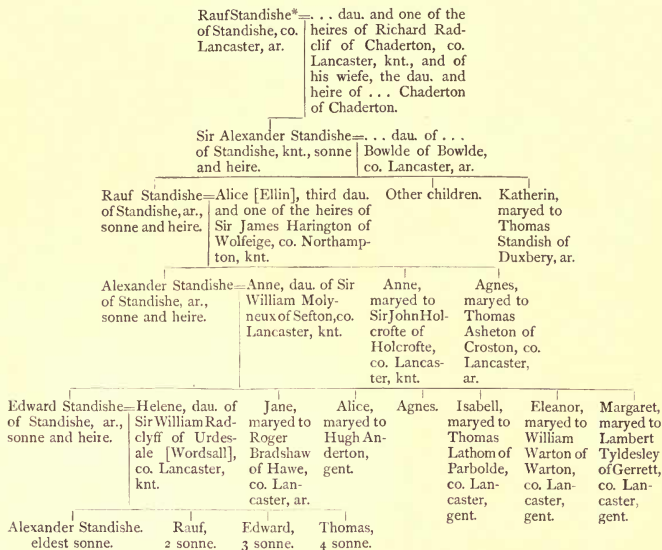 Rauf Standishe*=. . . dau. and one of the
of Standishe, co.
Lancaster, ar.
heires of Richard Rad-
clif of Chaderton, co.
Lancaster, knt., and of
his wiefe, the dau. and
heire of . . . Chaderton
of Chaderton.
Sir Alexander Standishe=. . . dau. of . . .
of Standishe, knt., sonne
and heire.
Bowlde of Bowlde,
co. Lancaster, ar.
Rauf Standishe=Alice [Ellin], third dau.
of Standishe, ar.,
sonne and heire.
and one of the heires of
Sir James Harington of
Wolfeige, co. Northamp-
ton, knt.
Other children.
Katherin,
maryed to
Thomas
Standish of
Duxbery, ar.
Alexander Standishe=Anne, dau. of Sir
of Standishe, ar.,
sonne and heire.
William Moly-
neux of Sefton, co.
Lancaster, knt.
Anne,
maryed to
Sir John Hol-
crofte of
Holcrofte,
co. Lancas-
ter, knt.
Agnes,
maryed to
Thomas
Asheton of
Croston, co.
Lancaster,
ar.
Edward Standishe=Helene, dau. of
of Standishe, ar.,
sonne and heire.
Sir William Rad-
clyff of Urdes-
ale [Wordsall],
co. Lancaster,
knt.
Jane,
maryed to
Roger
Bradshaw
of Hawe,
co. Lan-
caster, ar.
Alice,
maryed to
Hugh An-
derton,
gent.
Agnes.
Isabell,
maryed to
Thomas
Lathom of
Parbolde,
co. Lan-
caster,
gent.
Eleanor,
maryed to
William
Warton of
Warton,
co. Lan-
caster,
gent.
Margaret,
maryed to
Lambert
Tyldesley
of Gerrett,
co. Lan-
caster,
gent.
Alexander Standishe.
eldest sonne.
Rauf,
2 sonne.
Edward,
3 sonne.
Thomas,
4 sonne.